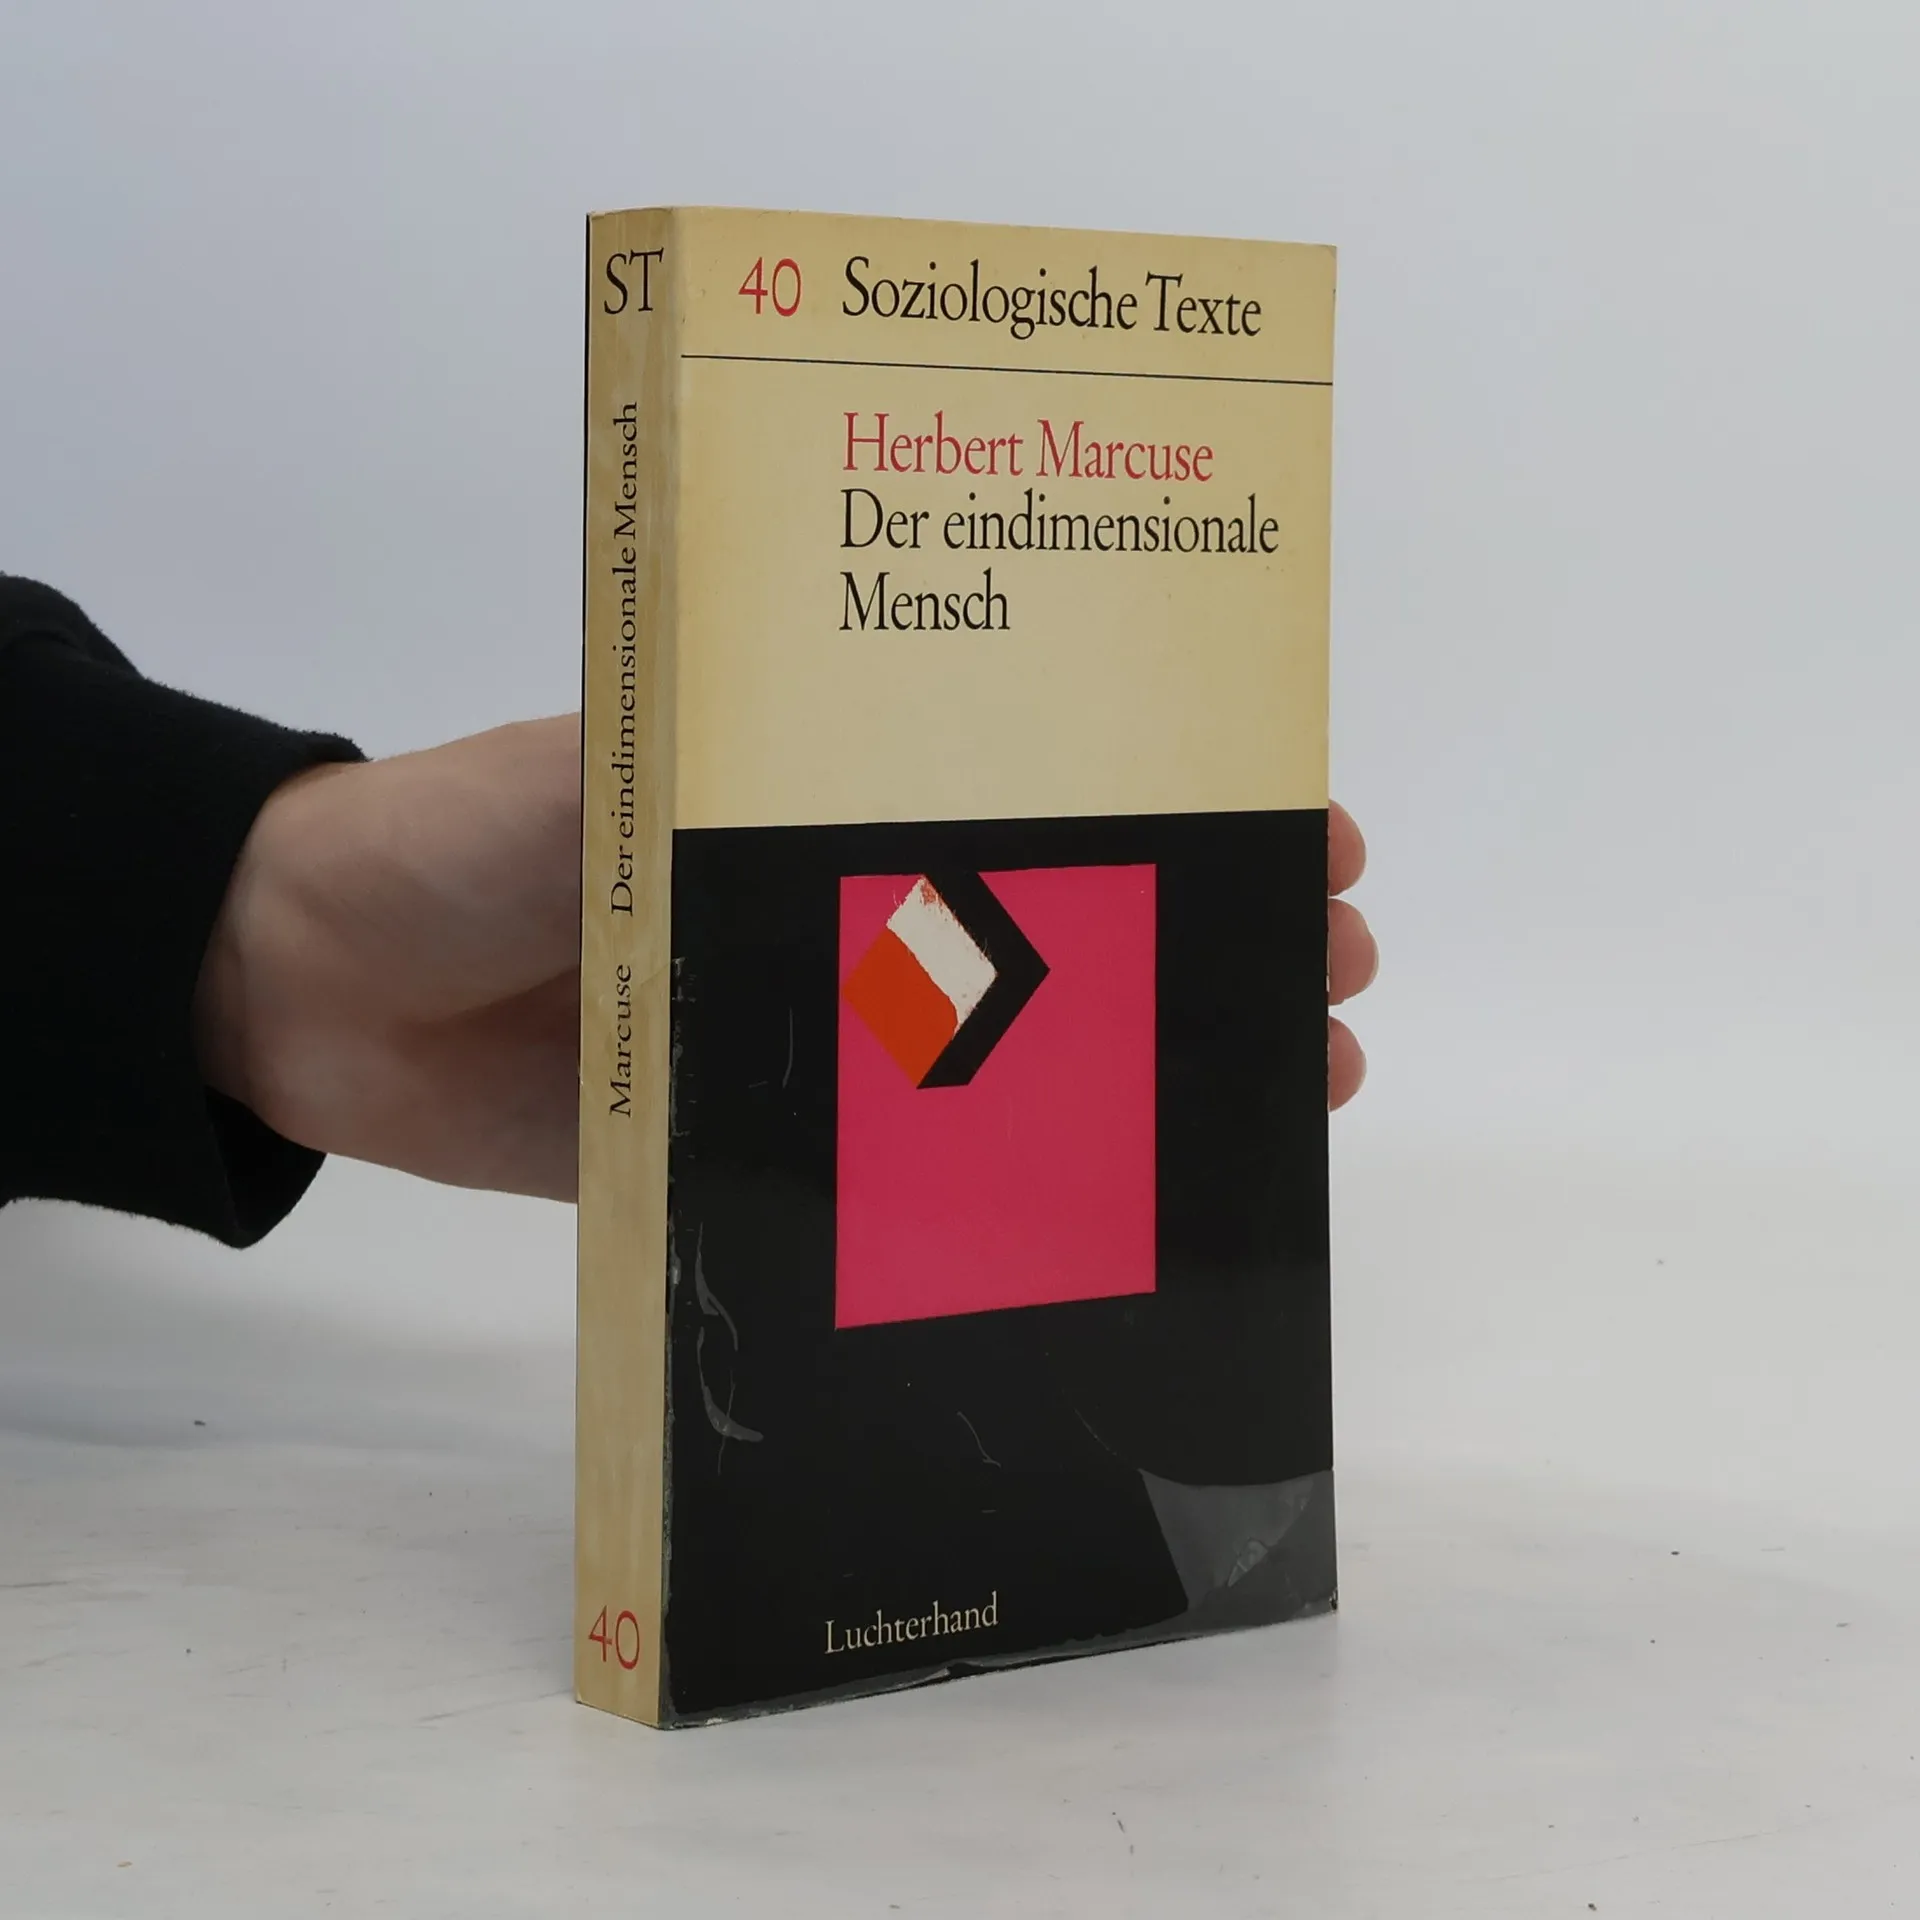 ST
Marcuse Der eindimensionale Mensch
40
40 Soziologische Texte
Herbert Marcuse
Der eindimensionale
Mensch
Luchterhand